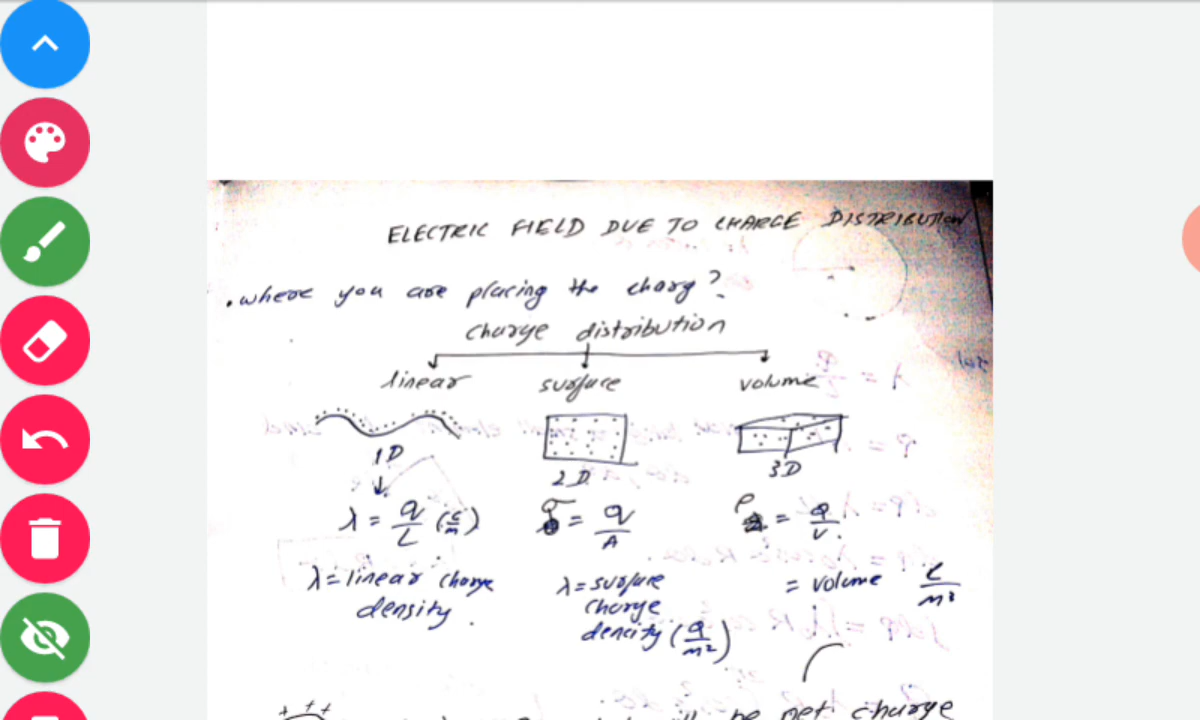 ELECTRIC FIELD DUE TO CHARGE DISTRIBUTION
. where you are placing the charg?
charge distribution
linear surface volume
1D 2D 3D
λ = q/L (C/m) σ = q/A ρ = q/V.
λ = linear charge density. λ = surface charge dencity (q/m²) = volume C/m³
+ + +
be net charge